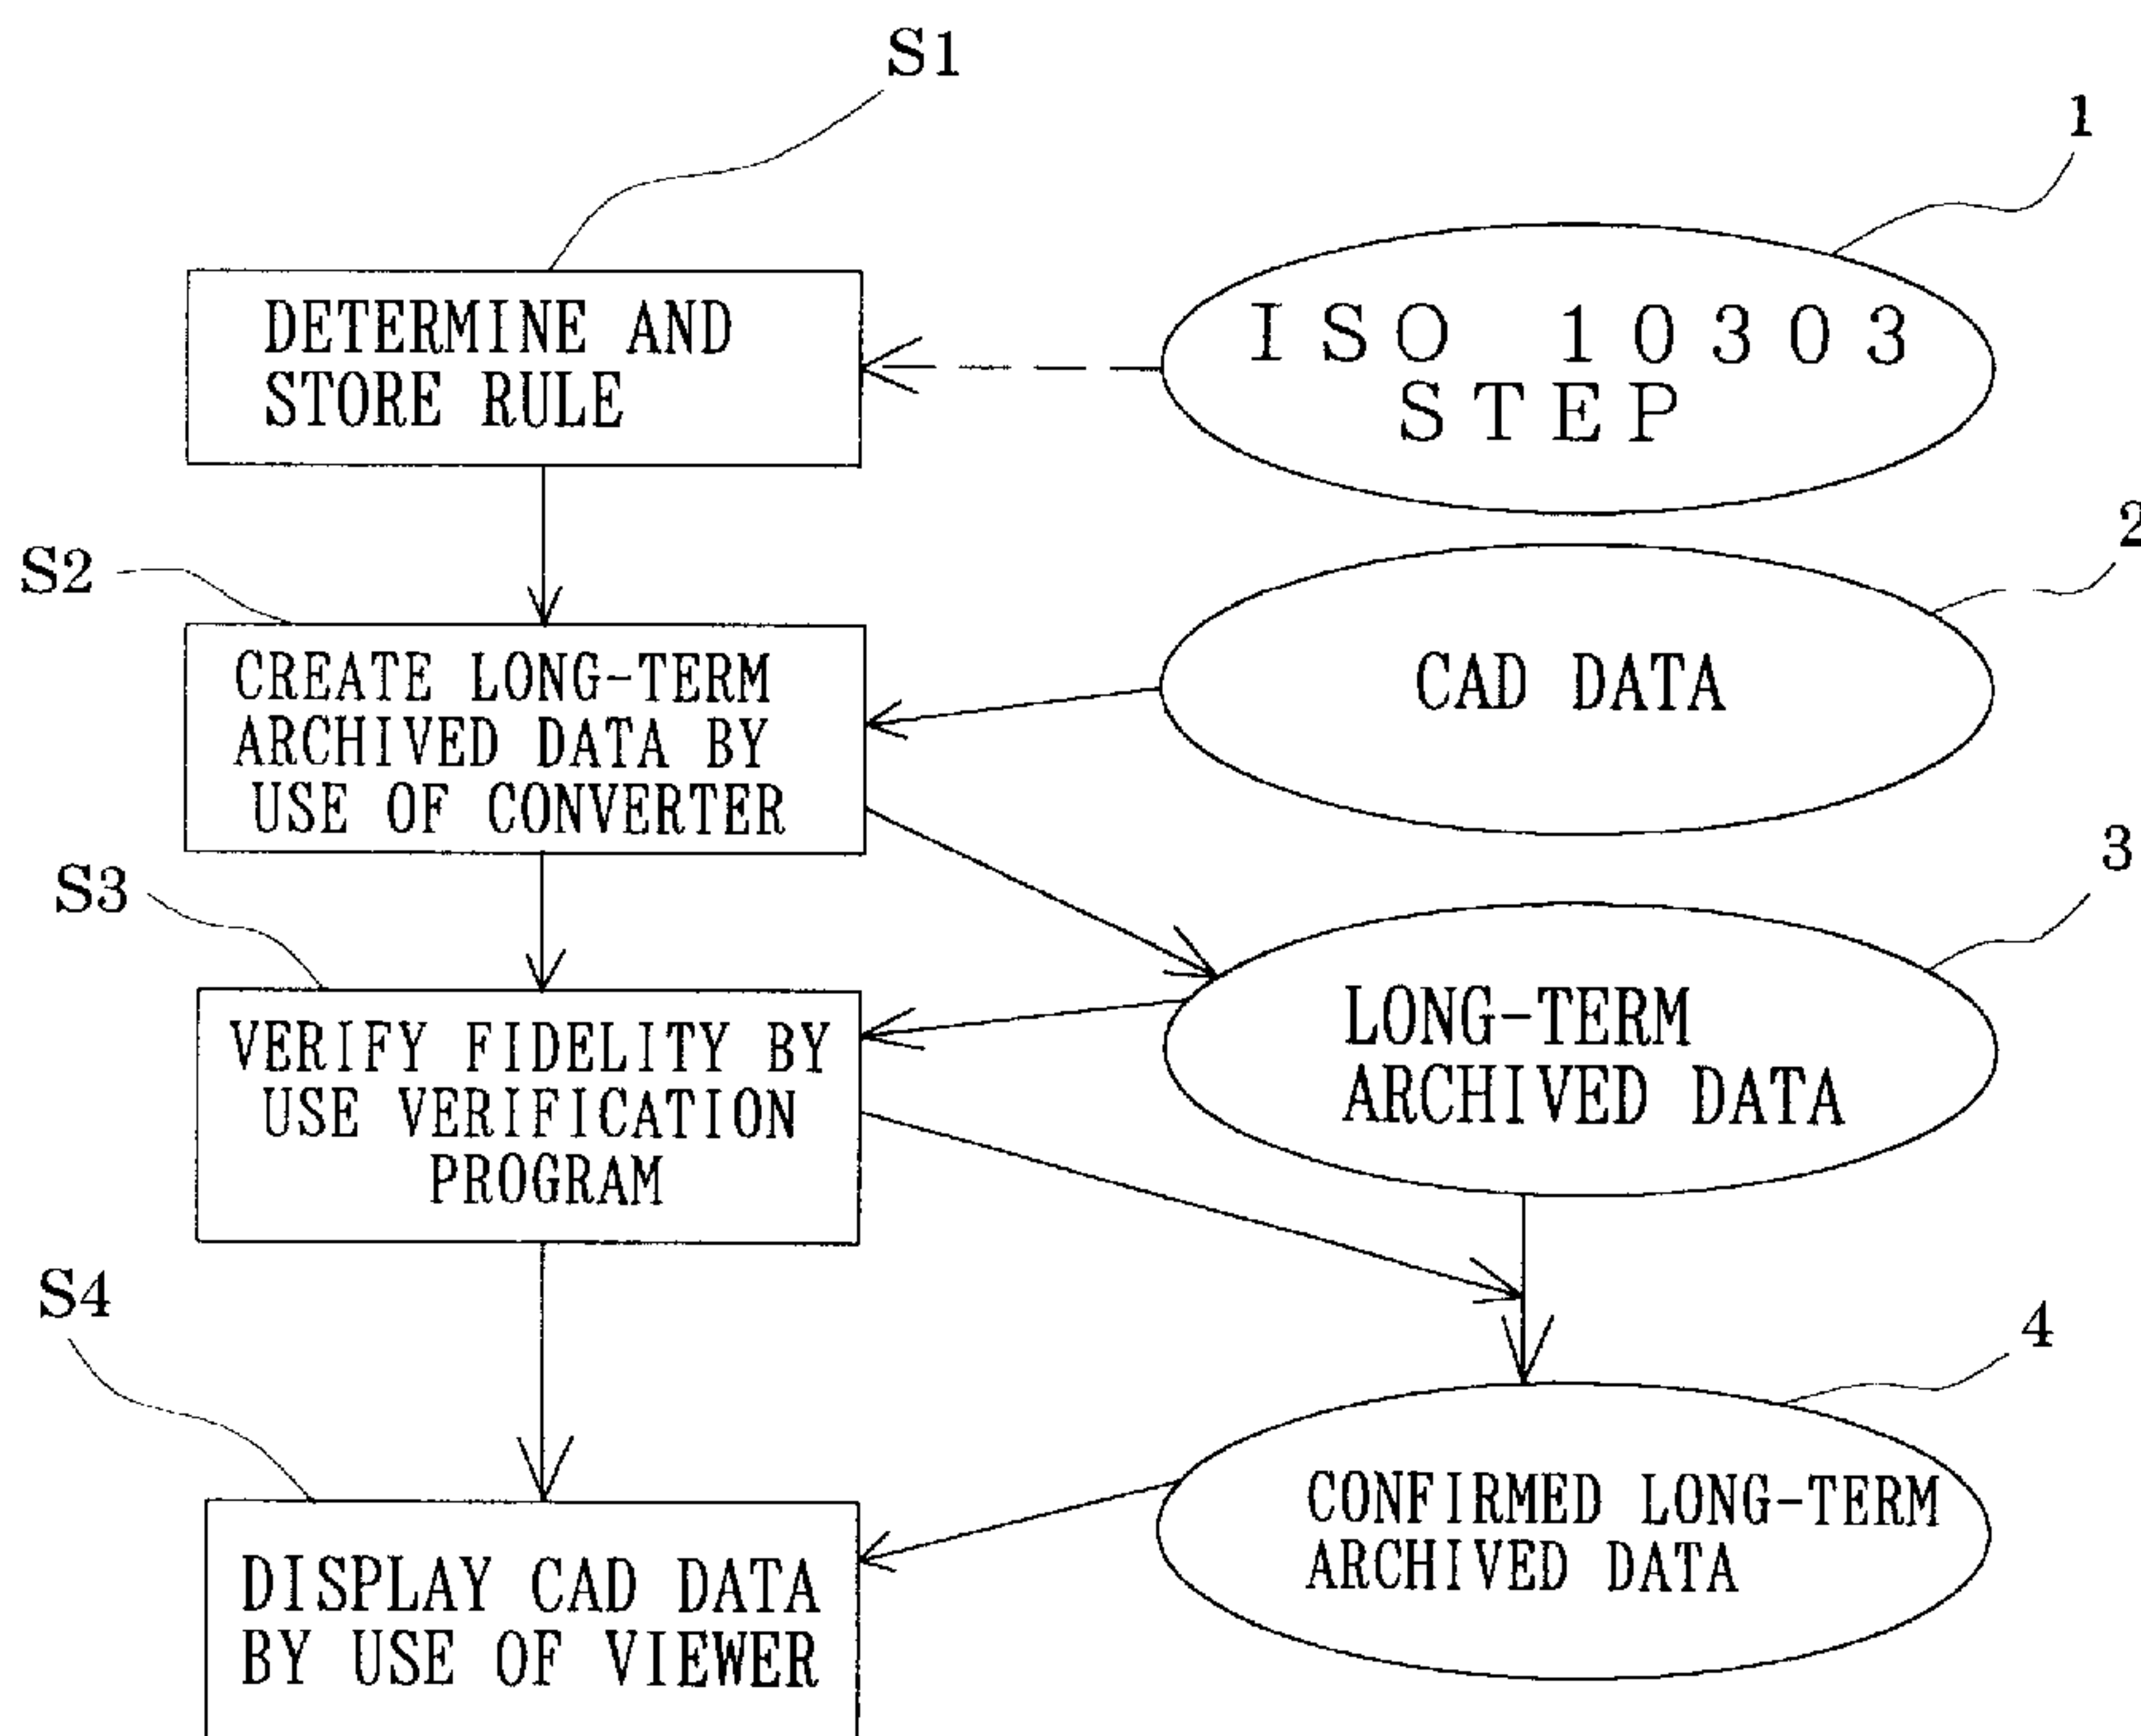 S1
1
DETERMINE AND
STORE RULE
ISO 10303
STEP
2
S2
CREATE LONG-TERM
ARCHIVED DATA BY
USE OF CONVERTER
CAD DATA
3
S3
VERIFY FIDELITY BY
USE VERIFICATION
PROGRAM
LONG-TERM
ARCHIVED DATA
S4
4
DISPLAY CAD DATA
BY USE OF VIEWER
CONFIRMED LONG-TERM
ARCHIVED DATA